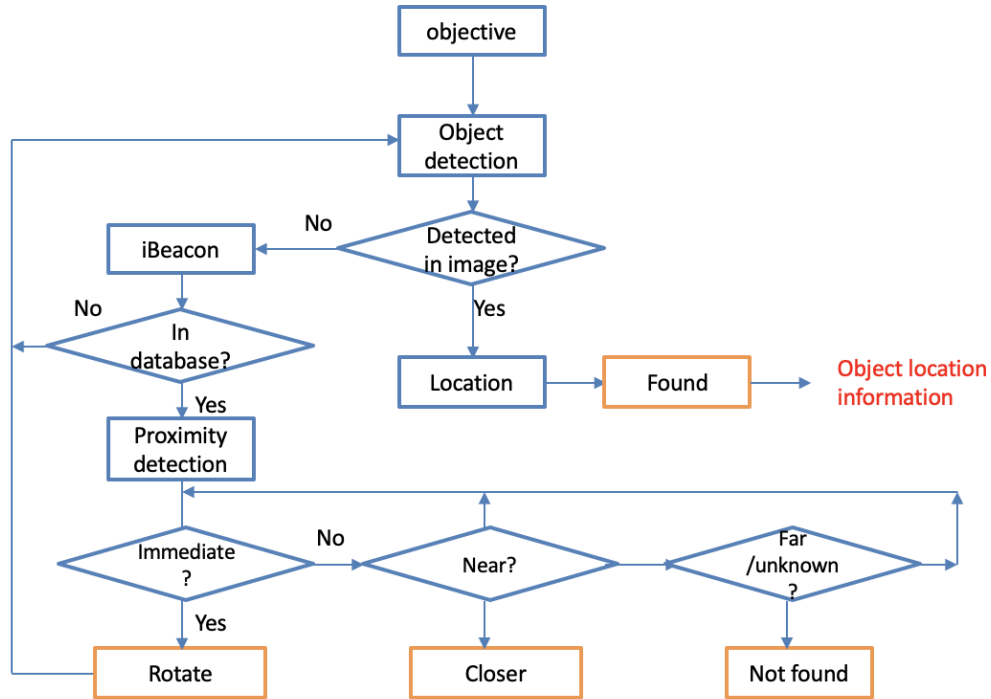 objective
Object
detection
No
Detected
in image?
iBeacon
Yes
No
In
database?
Location
Found
Object location
information
Yes
Proximity
detection
Immediate
?
No
Near?
Far
/unknown
?
Yes
Rotate
Closer
Not found